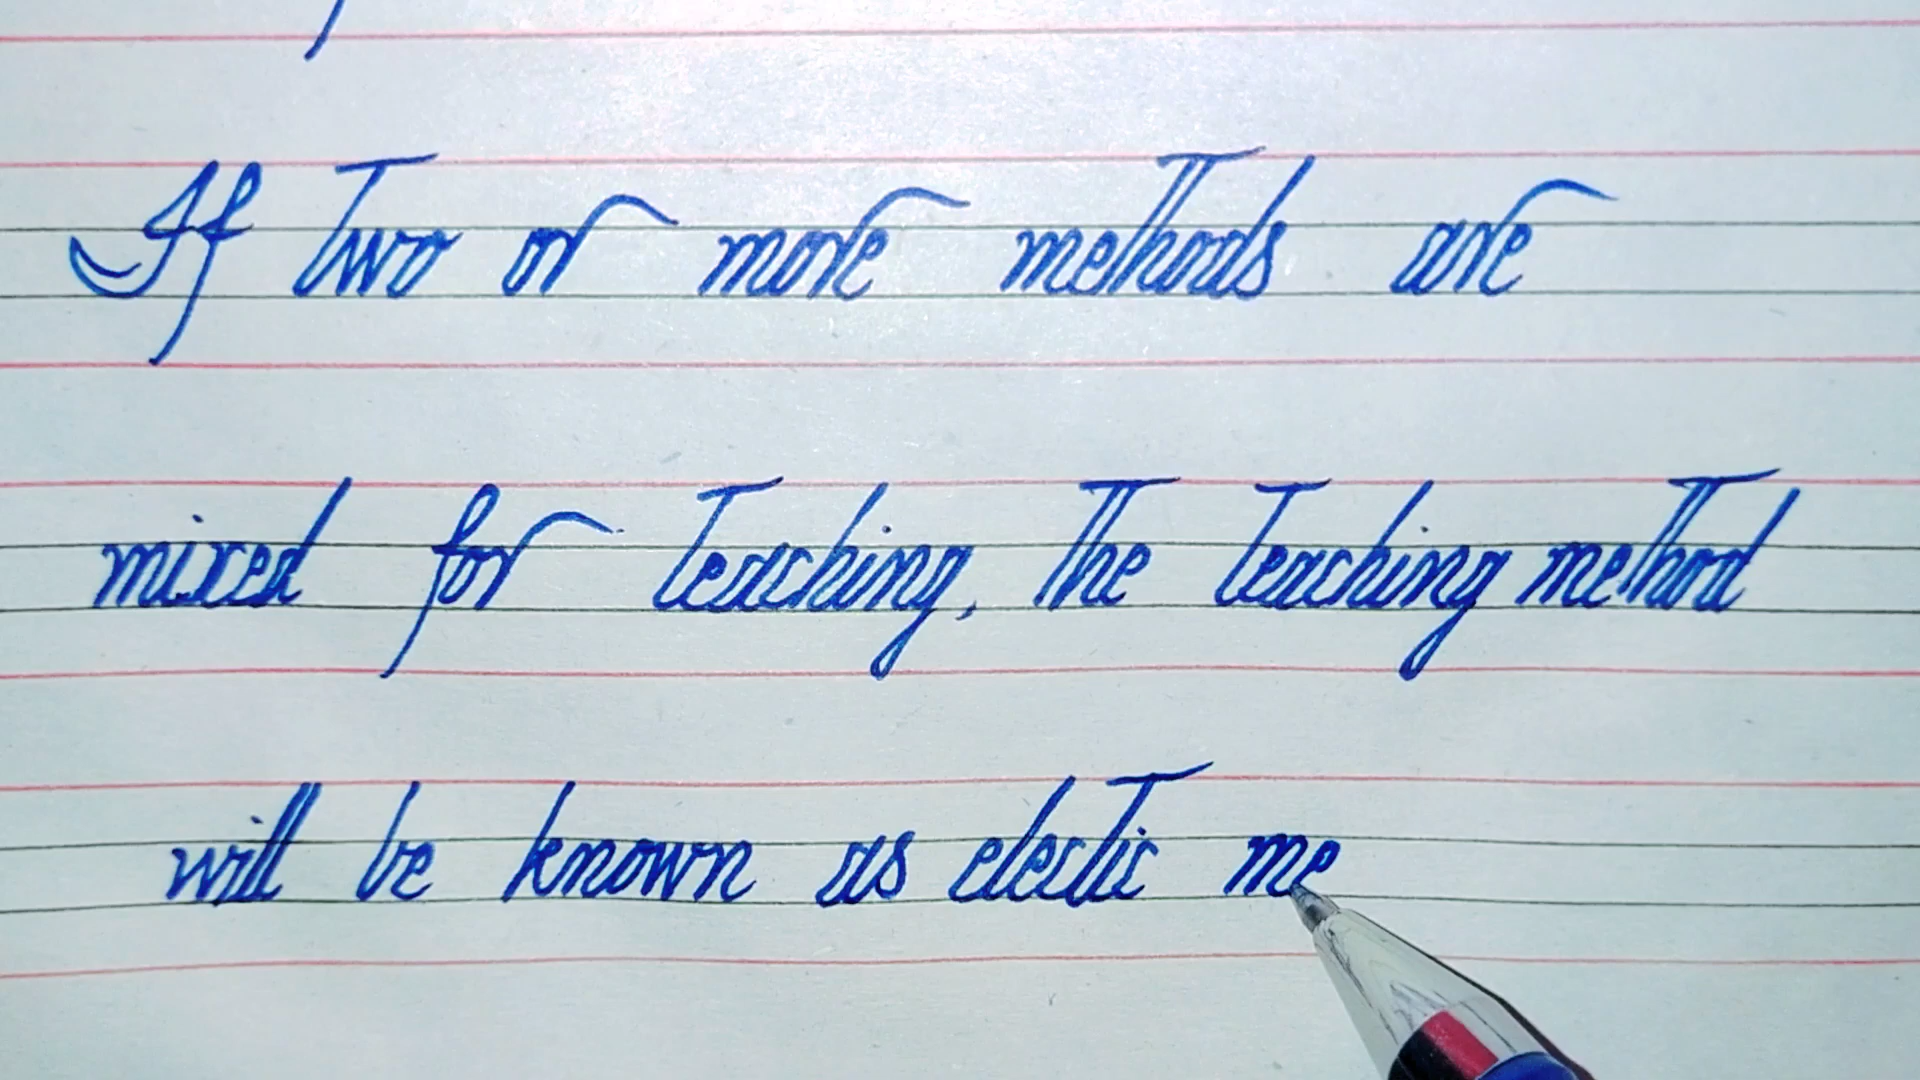 If two or more methods are
mixed for teaching, the teaching method
will be known as electic me